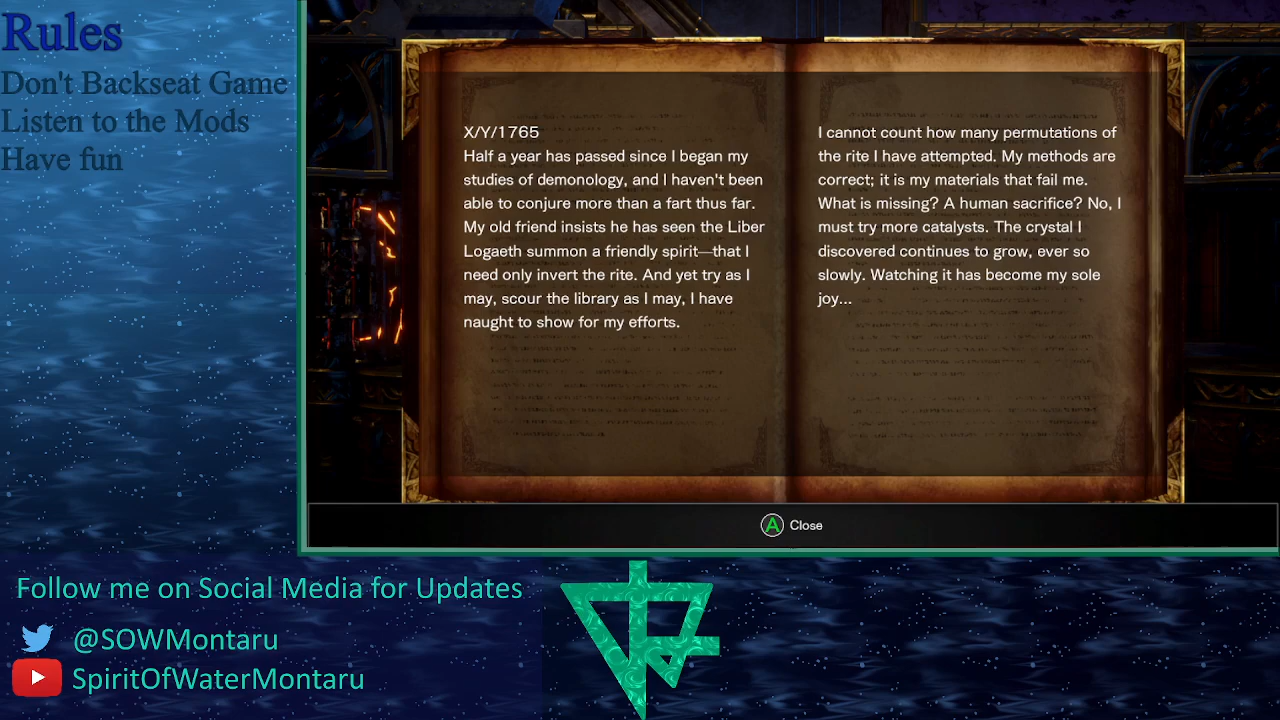 Rules
Don't Backseat Game
Listen to the Mods
Have fun
X/Y/1765
Half a year has passed since I began my
studies of demonology, and I haven't been
able to conjure more than a fart thus far.
My old friend insists he has seen the Liber
Logaeth summon a friendly spirit—that I
need only invert the rite. And yet try as I
may, scour the library as I may, I have
naught to show for my efforts.
I cannot count how many permutations of
the rite I have attempted. My methods are
correct; it is my materials that fail me.
What is missing? A human sacrifice? No, I
must try more catalysts. The crystal I
discovered continues to grow, ever so
slowly. Watching it has become my sole
joy...
A Close
Follow me on Social Media for Updates
@SOWMontaru
SpiritOfWaterMontaru